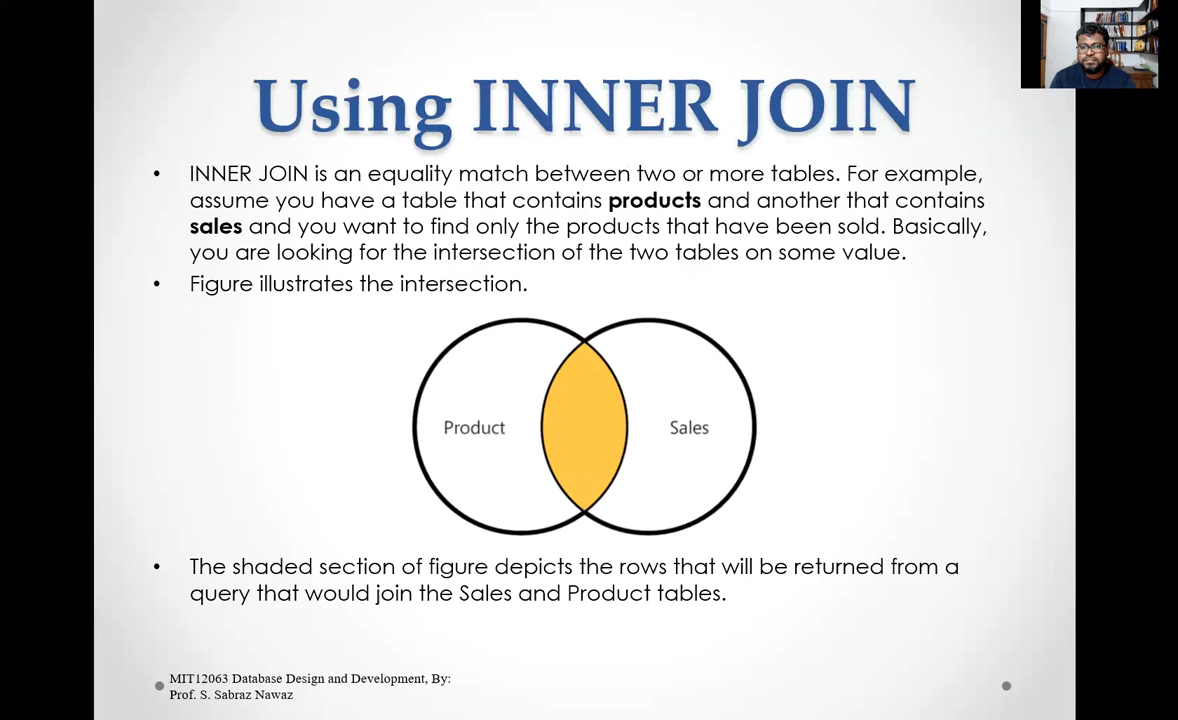 Using INNER JOIN
• INNER JOIN is an equality match between two or more tables. For example,
assume you have a table that contains products and another that contains
sales and you want to find only the products that have been sold. Basically,
you are looking for the intersection of the two tables on some value.
• Figure illustrates the intersection.
Product
Sales
• The shaded section of figure depicts the rows that will be returned from a
query that would join the Sales and Product tables.
MIT12063 Database Design and Development, By:
Prof. S. Sabraz Nawaz